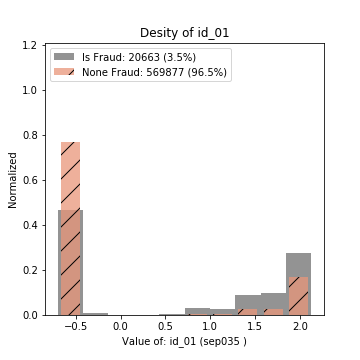 Desity of id_01
Is Fraud: 20663 (3.5%)
None Fraud: 569877 (96.5%)
1.2
1.0
0.8
0.6
0.4
0.2
0.0
Normalized
−0.5 0.0 0.5 1.0 1.5 2.0
Value of: id_01 (sep035 )